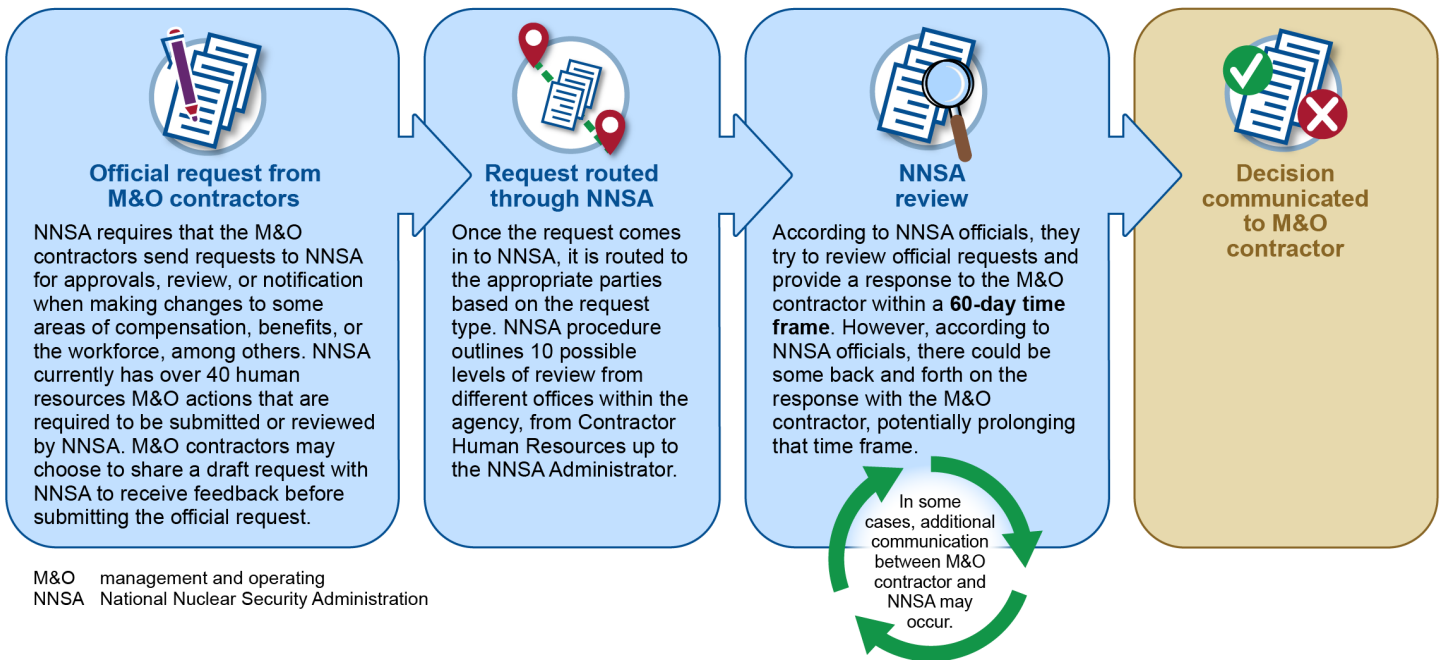 Official request from
M&O contractors
NNSA requires that the M&O
contractors send requests to NNSA
for approvals, review, or notification
when making changes to some
areas of compensation, benefits, or
the workforce, among others. NNSA
currently has over 40 human
resources M&O actions that are
required to be submitted or reviewed
by NNSA. M&O contractors may
choose to share a draft request with
NNSA to receive feedback before
submitting the official request.
Request routed
through NNSA
Once the request comes
in to NNSA, it is routed to
the appropriate parties
based on the request
type. NNSA procedure
outlines 10 possible
levels of review from
different offices within the
agency, from Contractor
Human Resources up to
the NNSA Administrator.
NNSA
review
According to NNSA officials, they
try to review official requests and
provide a response to the M&O
contractor within a 60-day time
frame. However, according to
NNSA officials, there could be
some back and forth on the
response with the M&O
contractor, potentially prolonging
that time frame.
In some
cases, additional
communication
between M&O
contractor and
NNSA may
occur.
Decision
communicated
to M&O
contractor
M&O management and operating
NNSA National Nuclear Security Administration